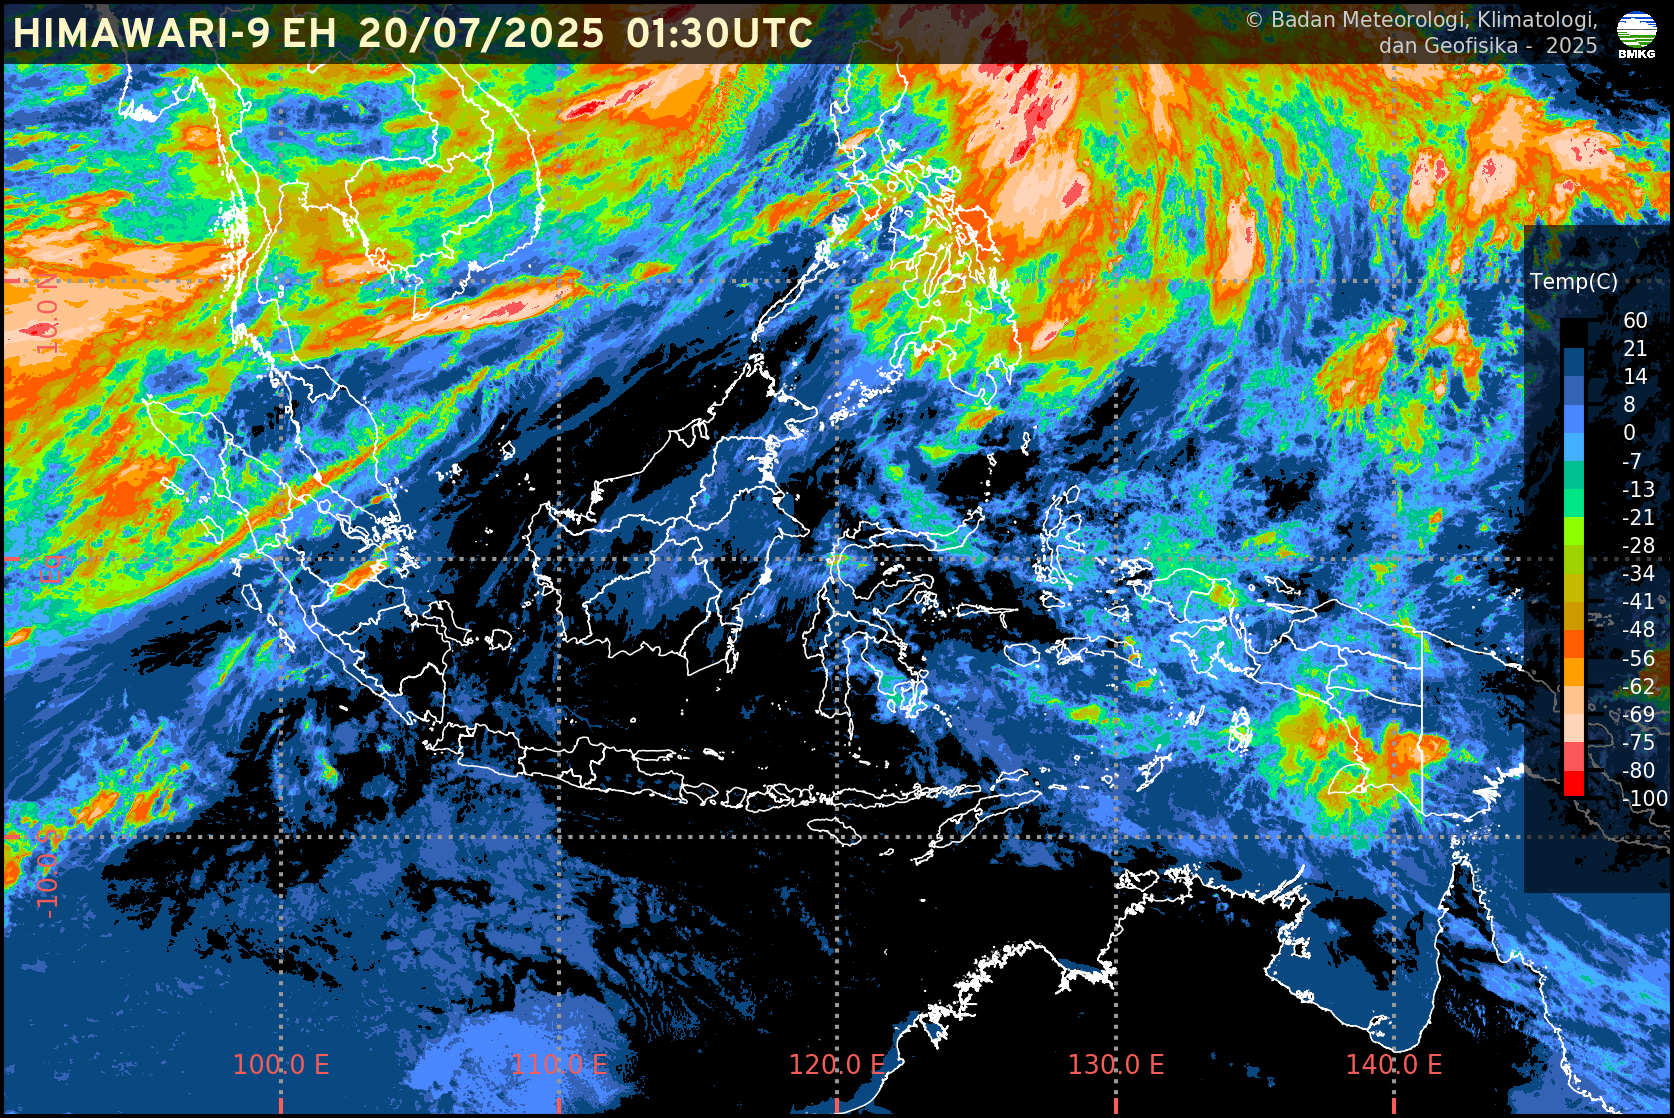 HIMAWARI-9 EH 20/07/2025 01:30UTC
© Badan Meteorologi, Klimatologi,
dan Geofisika - 2025
BMKG
Temp(C)
60
21
14
8
0
-7
-13
-21
-28
-34
-41
-48
-56
-62
-69
-75
-80
-100
10.0 N
EQ
-10.0 S
100.0 E
110.0 E
120.0 E
130.0 E
140.0 E